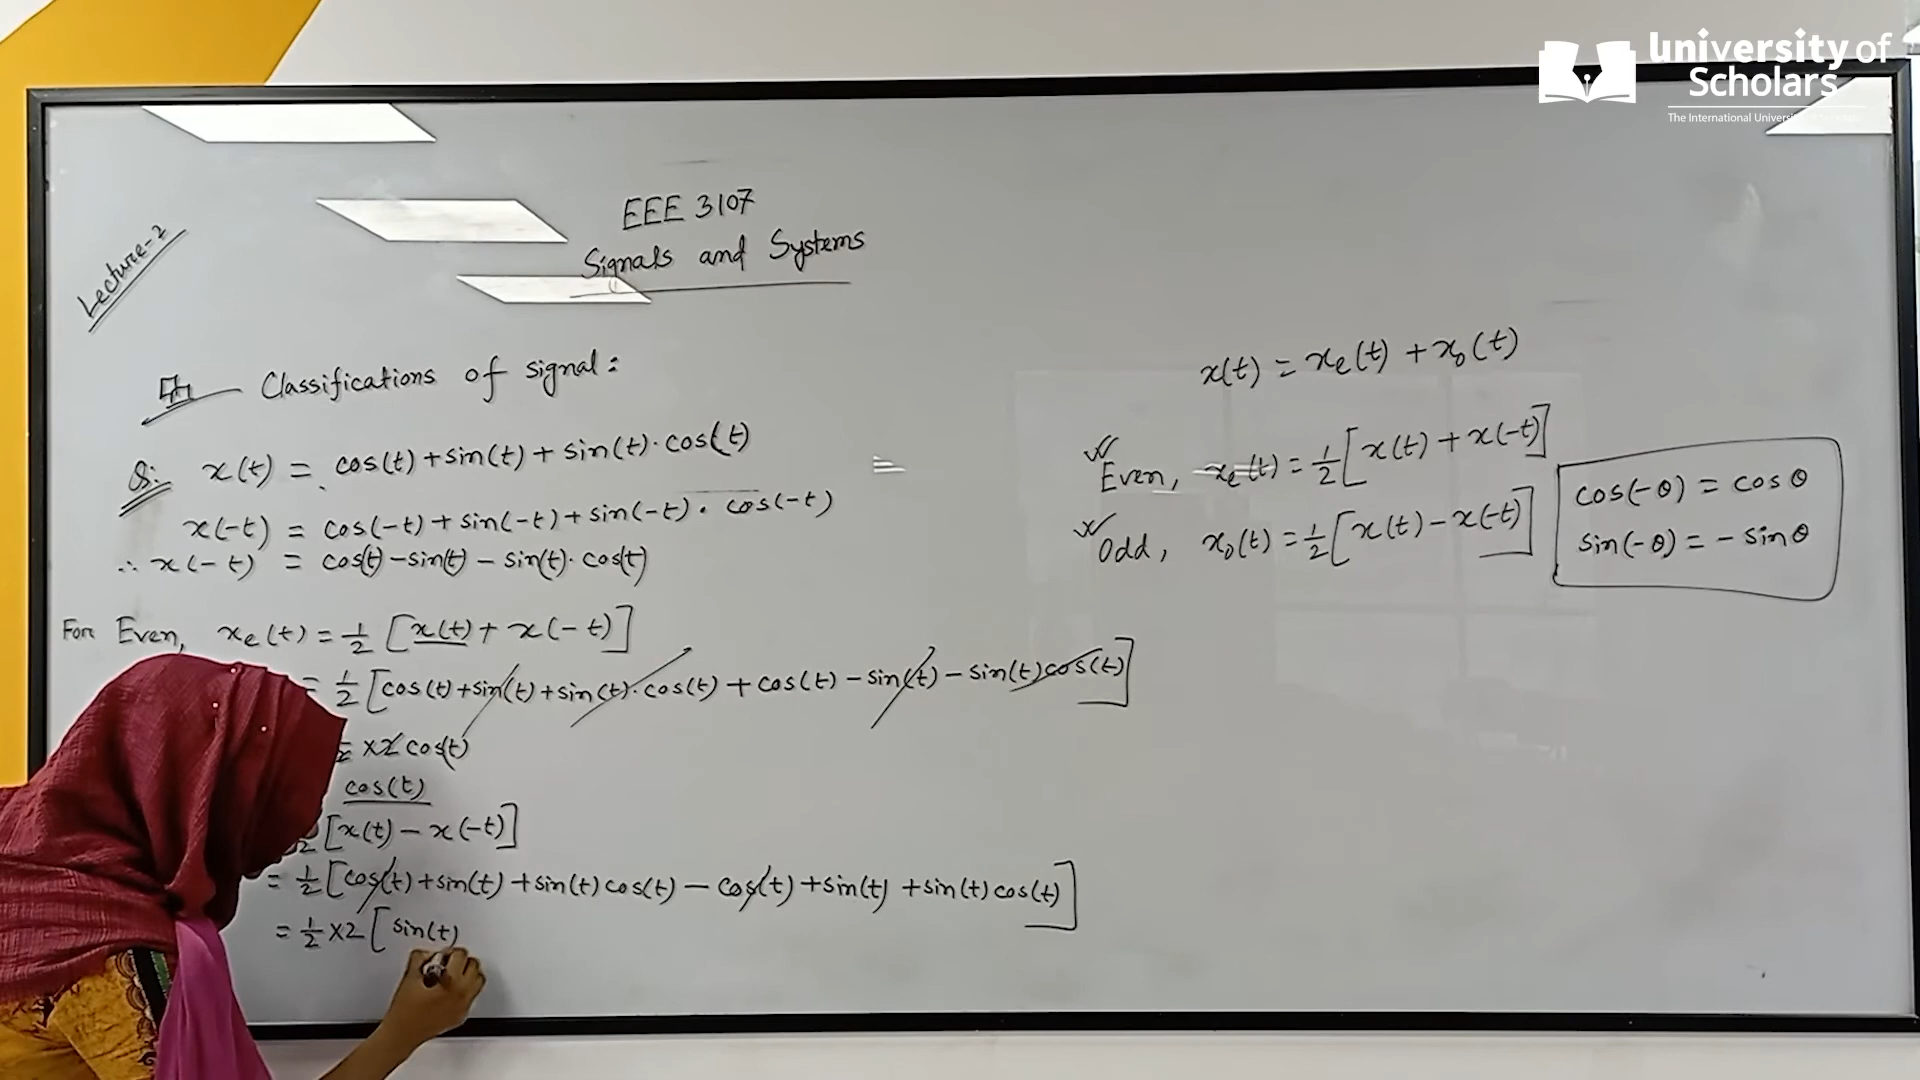 University of
Scholars
The International Univers
Lecture-2
EEE 3107
Signals and Systems
Classifications of signal:
Q: x(t) = cos(t) + sin(t) + sin(t)·cos(t)
x(-t) = cos(-t) + sin(-t) + sin(-t)·cos(-t)
∴ x(-t) = cos(t) - sin(t) - sin(t)·cos(t)
For Even, xe(t) = 1/2 [x(t) + x(-t)]
= 1/2 [cos(t) + sin(t) + sin(t)·cos(t) + cos(t) - sin(t) - sin(t)cos(t)]
×2 cos(t)
cos(t)
[x(t) - x(-t)]
= 1/2 [cos(t) + sin(t) + sin(t) cos(t) - cos(t) + sin(t) + sin(t) cos(t)]
= 1/2 ×2 [sin(t)
x(t) = xe(t) + xo(t)
Even, xe(t) = 1/2 [x(t) + x(-t)]
Odd, xo(t) = 1/2 [x(t) - x(-t)]
cos(-θ) = cos θ
sin(-θ) = - sin θ